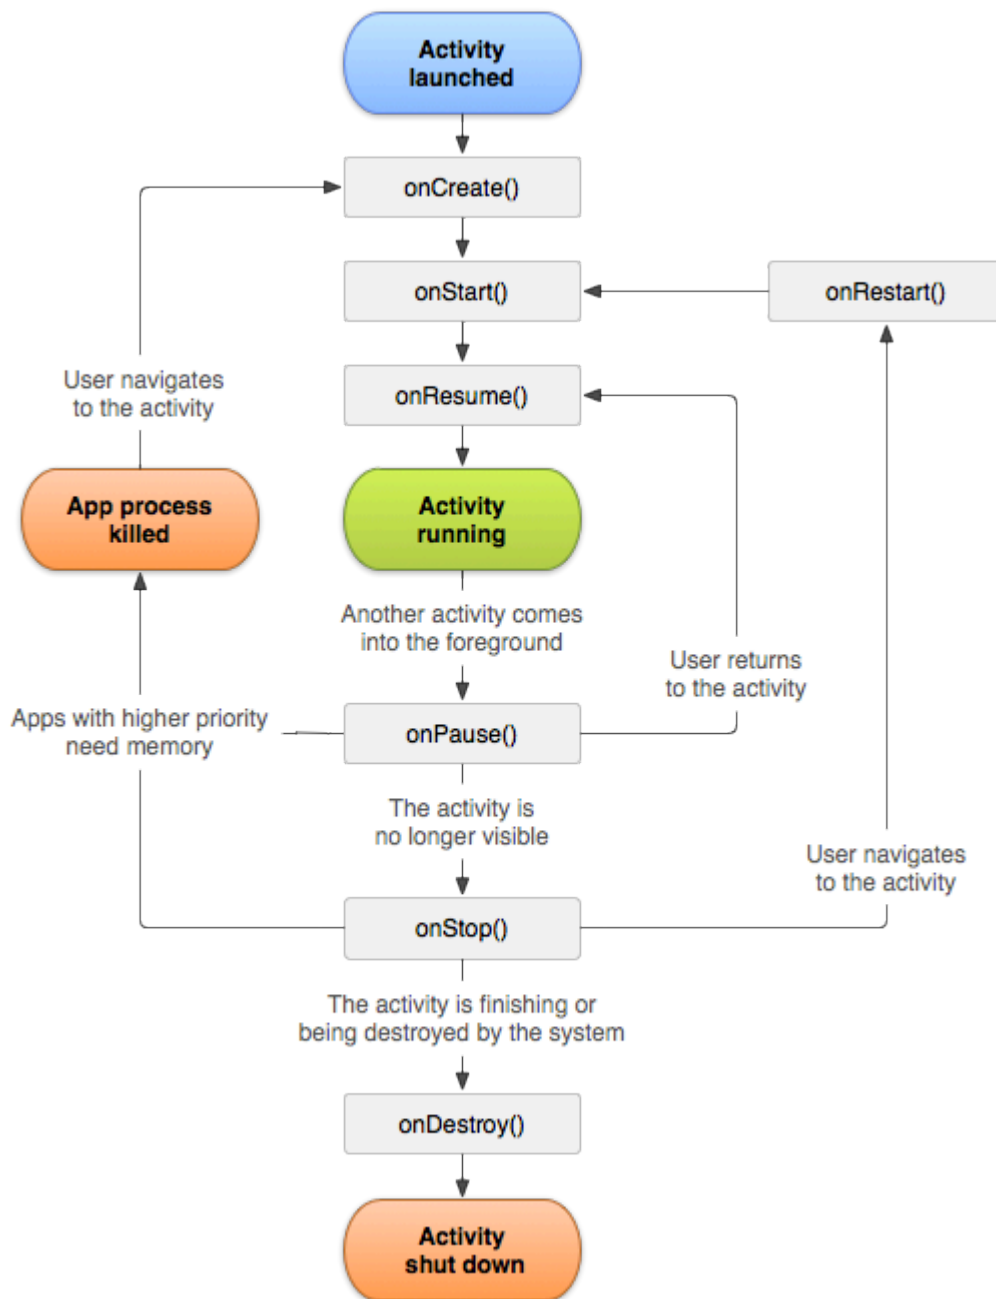 Activity
launched
onCreate()
onStart()
onRestart()
User navigates
to the activity
onResume()
App process
killed
Activity
running
Another activity comes
into the foreground
User returns
to the activity
Apps with higher priority
need memory
onPause()
The activity is
no longer visible
User navigates
to the activity
onStop()
The activity is finishing or
being destroyed by the system
onDestroy()
Activity
shut down